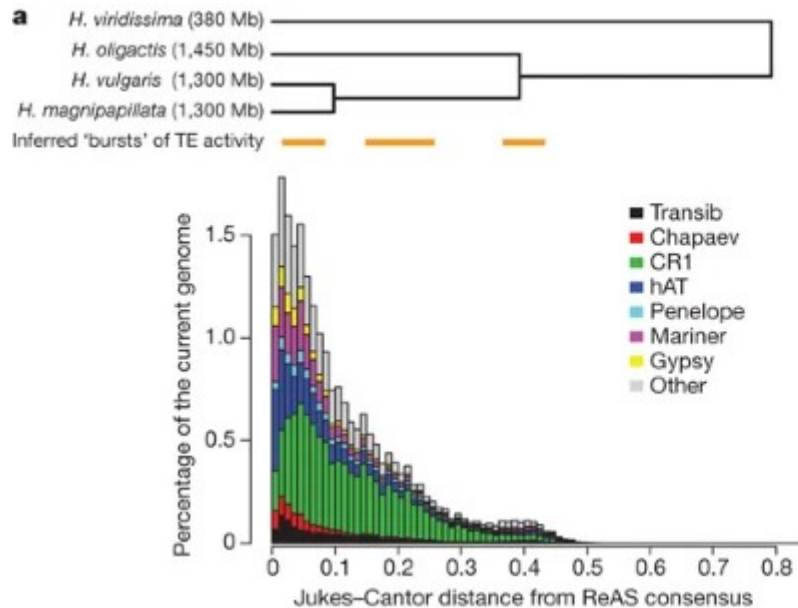 a
H. viridissima (380 Mb)
H. oligactis (1,450 Mb)
H. vulgaris (1,300 Mb)
H. magnipapillata (1,300 Mb)
Inferred ‘bursts’ of TE activity
Transib
Chapaev
CR1
hAT
Penelope
Mariner
Gypsy
Other
Percentage of the current genome
1.5
1.0
0.5
0
0 0.1 0.2 0.3 0.4 0.5 0.6 0.7 0.8
Jukes–Cantor distance from ReAS consensus